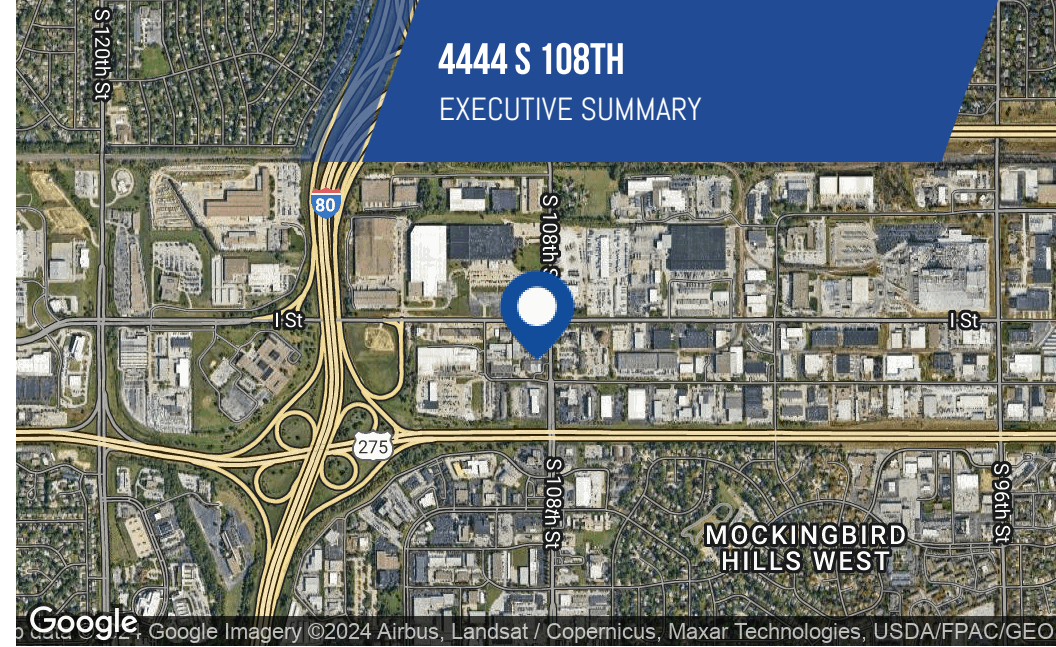 S 120th St
4444 S 108TH
EXECUTIVE SUMMARY
80
S 108th S
I St
I St
275
S 108th St
S 96th St
MOCKINGBIRD
HILLS WEST
Google
Google Imagery ©2024 Airbus, Landsat / Copernicus, Maxar Technologies, USDA/FPAC/GEO